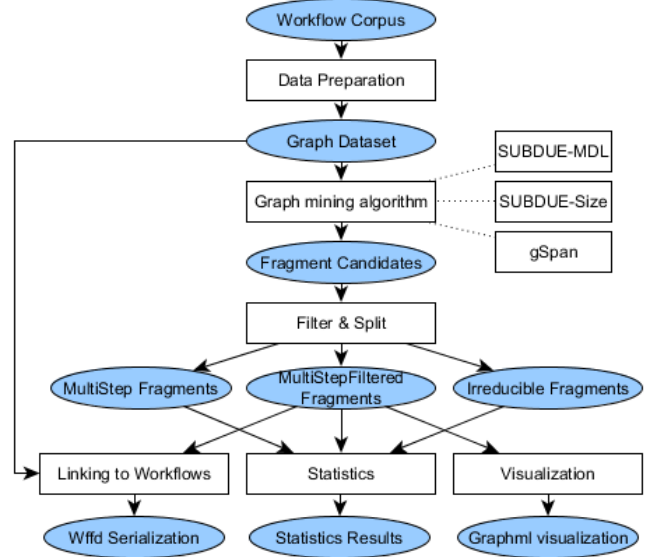 Workflow Corpus
Data Preparation
Graph Dataset
SUBDUE-MDL
Graph mining algorithm
SUBDUE-Size
gSpan
Fragment Candidates
Filter & Split
MultiStep Fragments
MultiStepFiltered
Fragments
Irreducible Fragments
Linking to Workflows
Statistics
Visualization
Wffd Serialization
Statistics Results
Graphml visualization